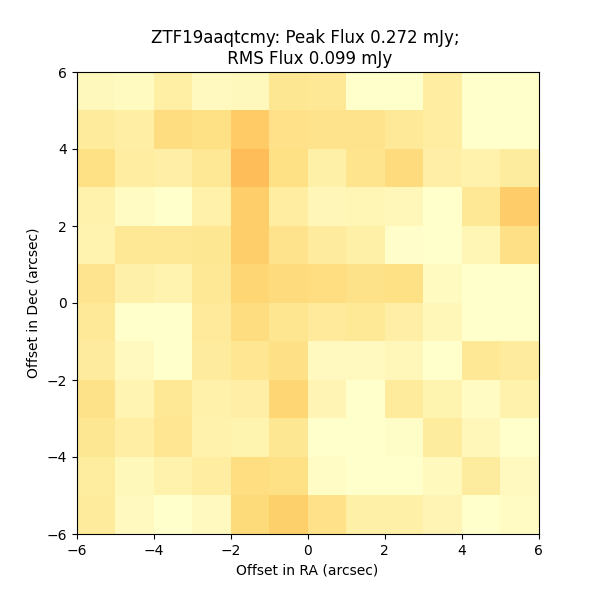 ZTF19aaqtcmy: Peak Flux 0.272 mJy;
RMS Flux 0.099 mJy
6
4
2
0
−2
−4
−6
Offset in Dec (arcsec)
−6 −4 −2 0 2 4 6
Offset in RA (arcsec)